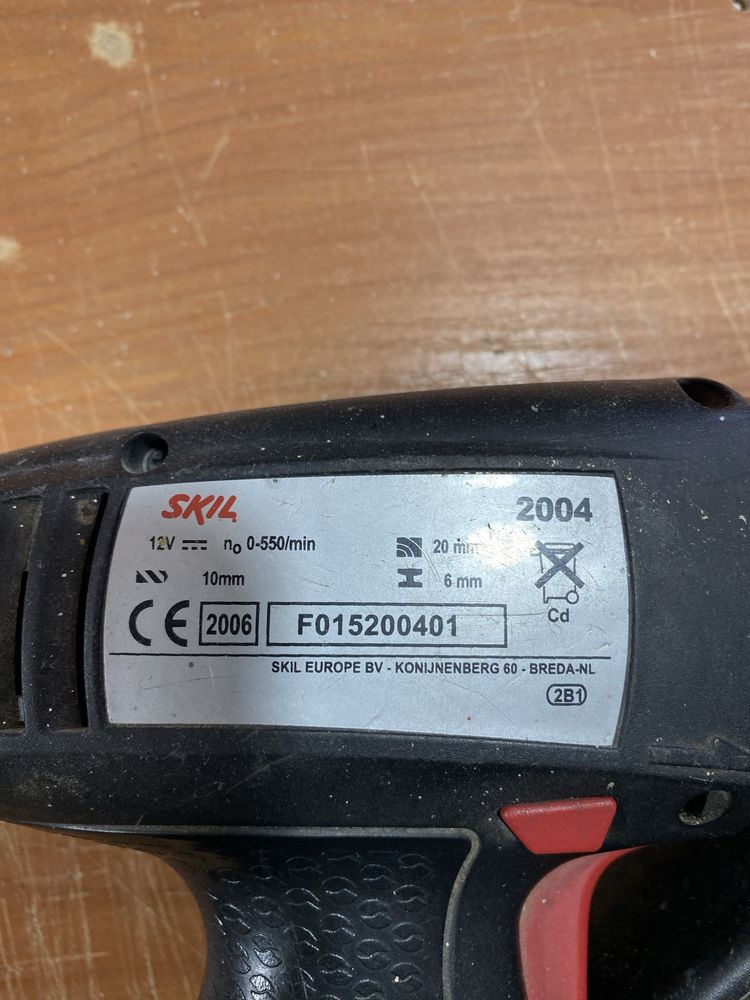 SKIL 2004
12V n₀ 0-550/min 20 mm
10mm 6 mm
CE 2006 F015200401 Cd
SKIL EUROPE BV - KONIJNENBERG 60 - BREDA-NL
2B1